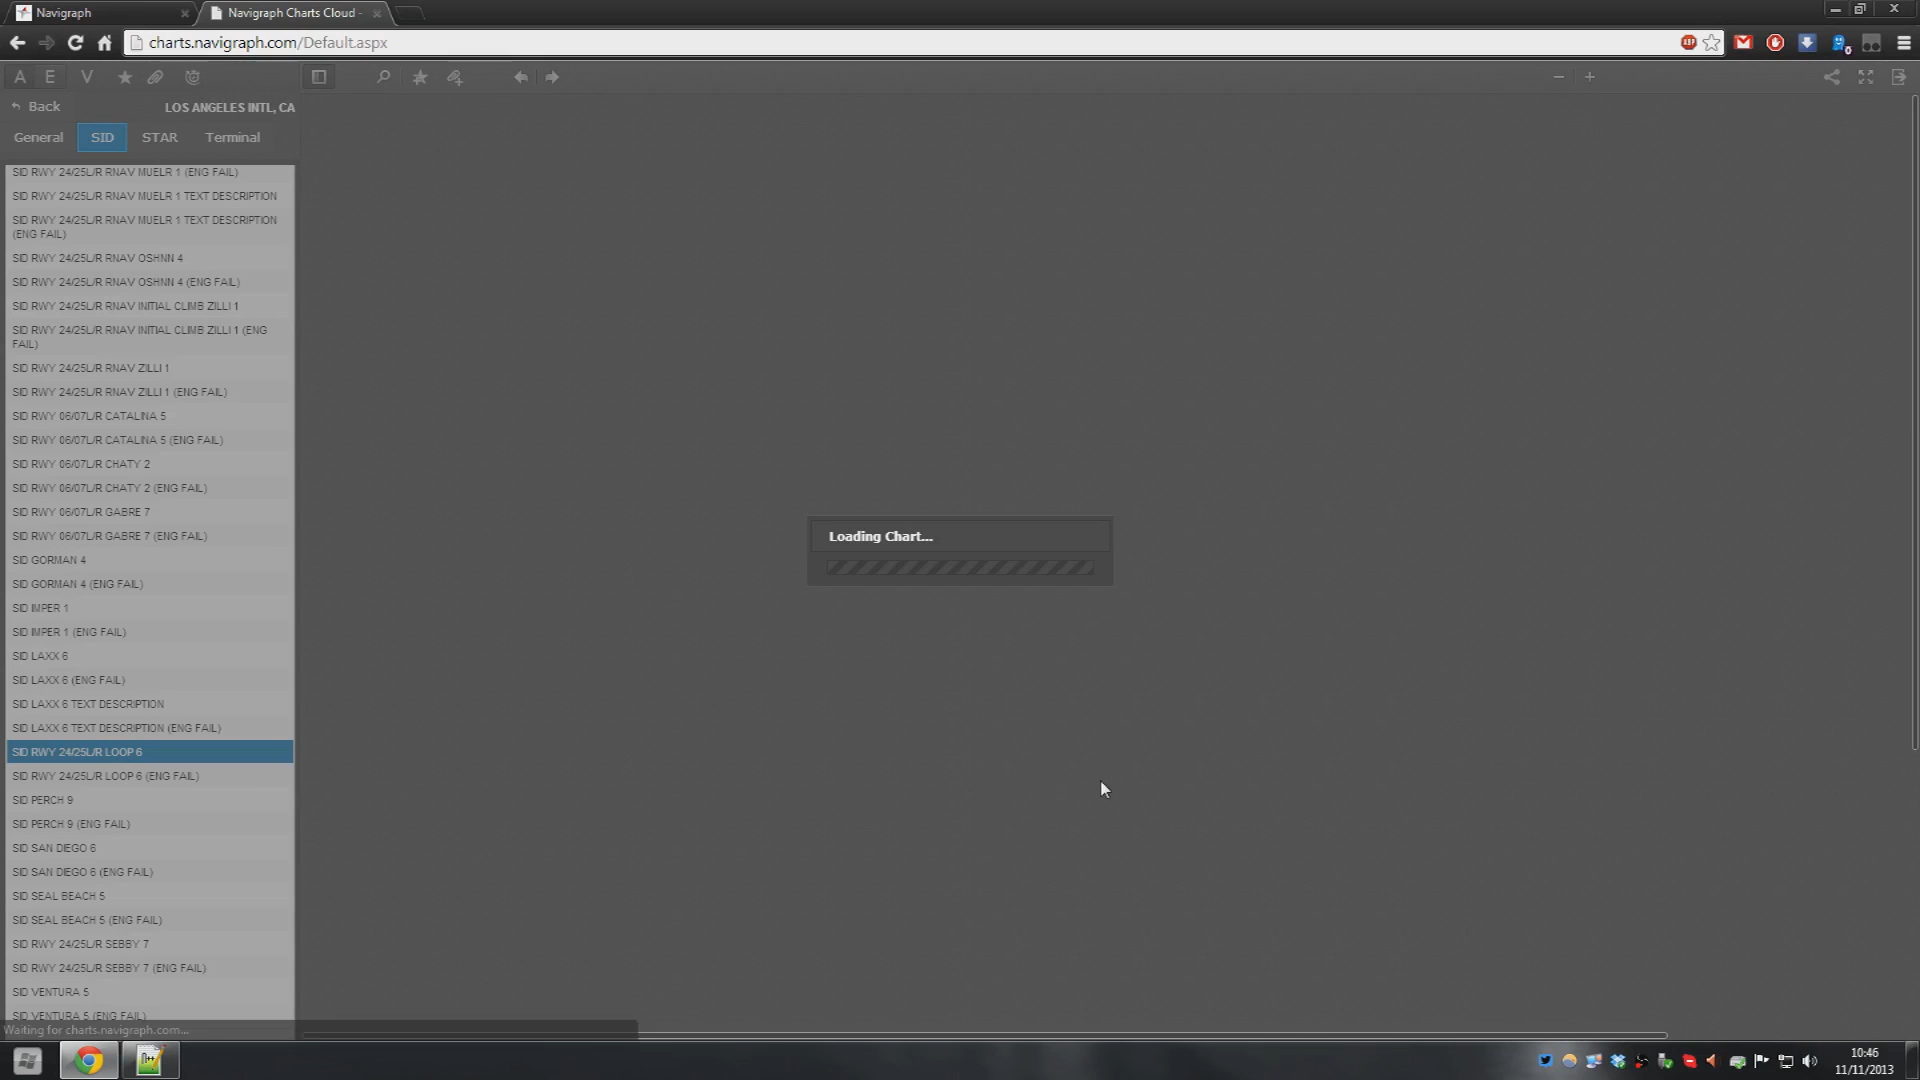 Navigraph
Navigraph Charts Cloud -
charts.navigraph.com/Default.aspx
A E V
Back
LOS ANGELES INTL, CA
General SID STAR Terminal
SID RWY 24/25L/R RNAV MUELR 1 (ENG FAIL)
SID RWY 24/25L/R RNAV MUELR 1 TEXT DESCRIPTION
SID RWY 24/25L/R RNAV MUELR 1 TEXT DESCRIPTION
(ENG FAIL)
SID RWY 24/25L/R RNAV OSHNN 4
SID RWY 24/25L/R RNAV OSHNN 4 (ENG FAIL)
SID RWY 24/25L/R RNAV INITIAL CLIMB ZILLI 1
SID RWY 24/25L/R RNAV INITIAL CLIMB ZILLI 1 (ENG
FAIL)
SID RWY 24/25L/R RNAV ZILLI 1
SID RWY 24/25L/R RNAV ZILLI 1 (ENG FAIL)
SID RWY 06/07L/R CATALINA 5
SID RWY 06/07L/R CATALINA 5 (ENG FAIL)
SID RWY 06/07L/R CHATY 2
SID RWY 06/07L/R CHATY 2 (ENG FAIL)
SID RWY 06/07L/R GABRE 7
SID RWY 06/07L/R GABRE 7 (ENG FAIL)
SID GORMAN 4
SID GORMAN 4 (ENG FAIL)
SID IMPER 1
SID IMPER 1 (ENG FAIL)
SID LAXX 6
SID LAXX 6 (ENG FAIL)
SID LAXX 6 TEXT DESCRIPTION
SID LAXX 6 TEXT DESCRIPTION (ENG FAIL)
SID RWY 24/25L/R LOOP 6
SID RWY 24/25L/R LOOP 6 (ENG FAIL)
SID PERCH 9
SID PERCH 9 (ENG FAIL)
SID SAN DIEGO 6
SID SAN DIEGO 6 (ENG FAIL)
SID SEAL BEACH 5
SID SEAL BEACH 5 (ENG FAIL)
SID RWY 24/25L/R SEBBY 7
SID RWY 24/25L/R SEBBY 7 (ENG FAIL)
SID VENTURA 5
SID VENTURA 5 (ENG FAIL)
Waiting for charts.navigraph.com...
Loading Chart...
10:46
11/11/2013